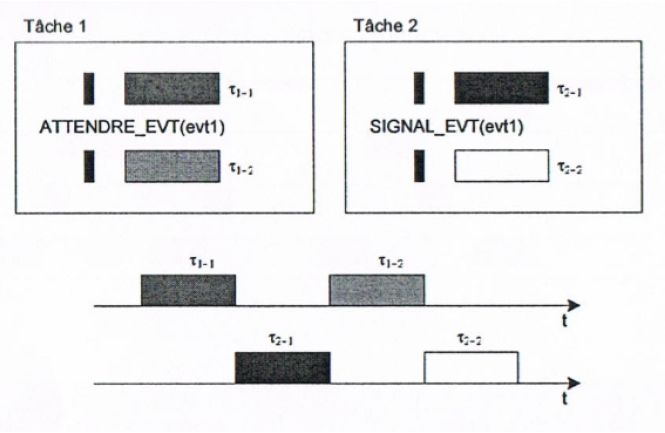 Tâche 1
Tâche 2
τ1-1
τ2-1
ATTENDRE_EVT(evt1)
SIGNAL_EVT(evt1)
τ1-2
τ2-2
τ1-1
τ1-2
t
τ2-1
τ2-2
t